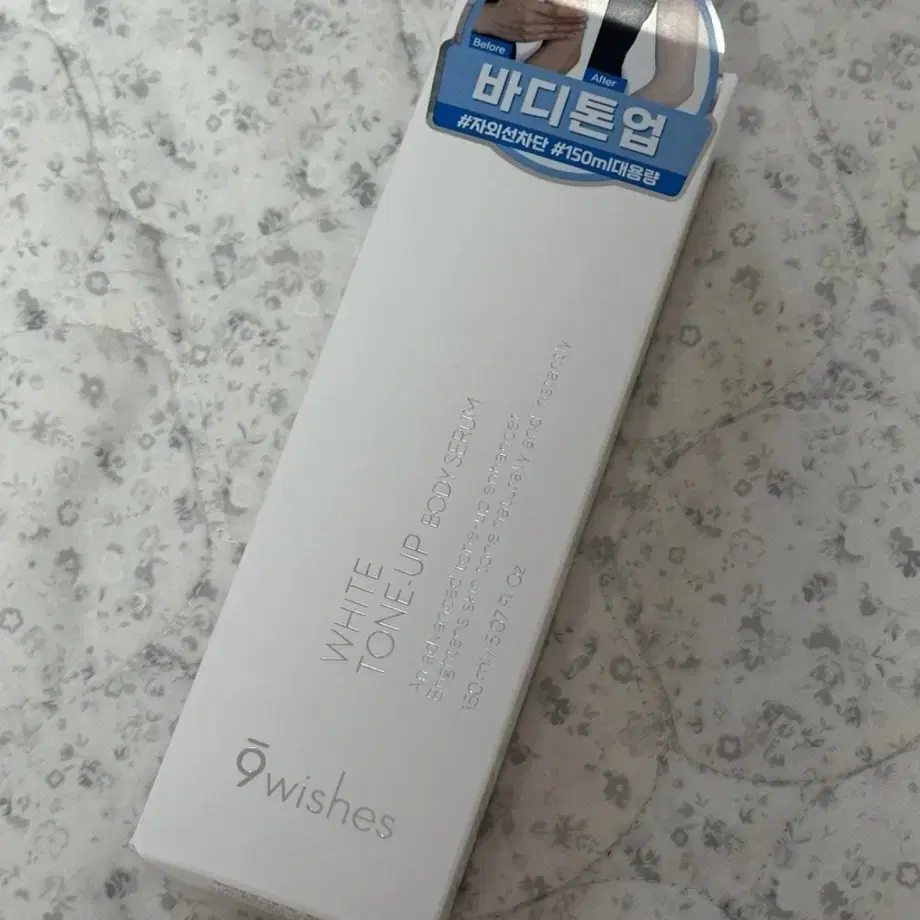 Before
After
바디톤업
#자외선차단 #150ml대용량
WHITE
TONE-UP BODY SERUM
An advanced tone-up enhancer
Brightens skin tone naturally and instantly
150 ml / 5.07 Fl. Oz
9wishes